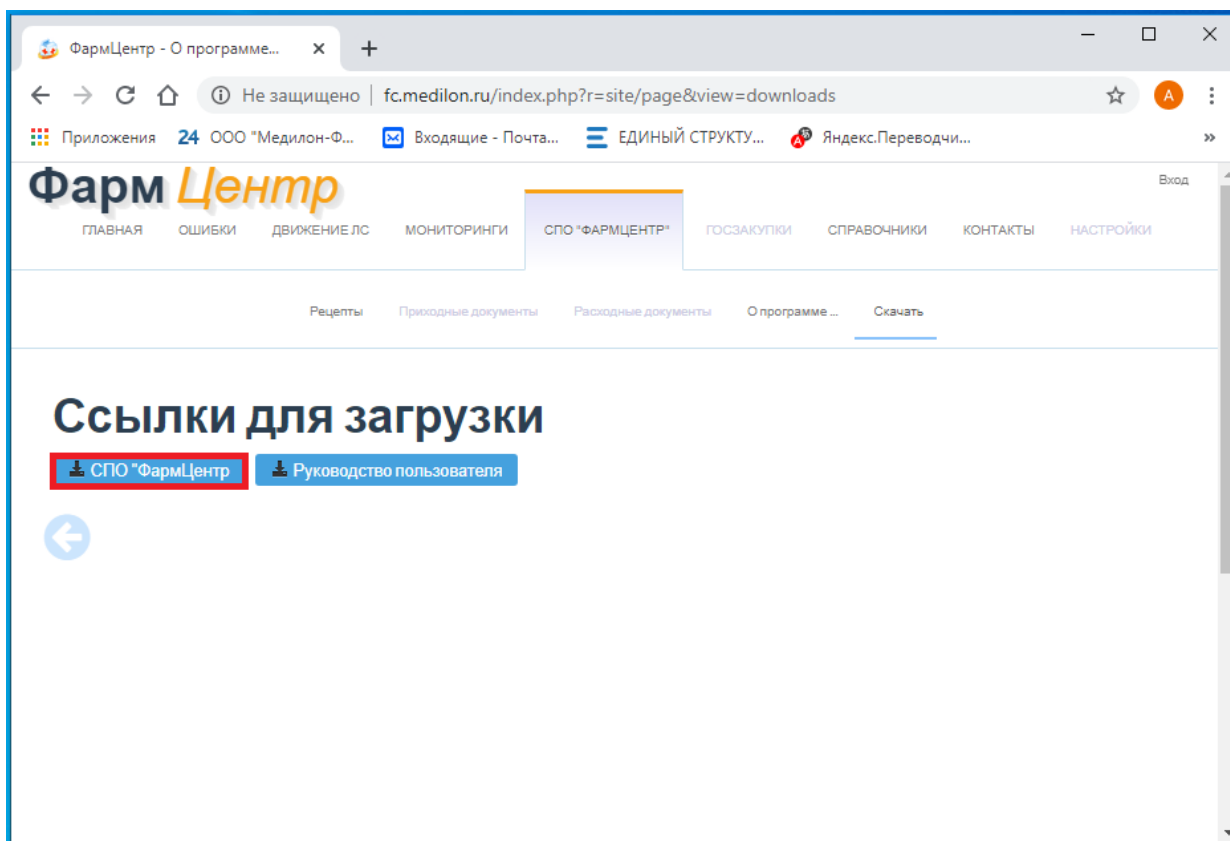 ФармЦентр - О программе...
Не защищено | fc.medilon.ru/index.php?r=site/page&view=downloads
А
Приложения 24 ООО "Медилон-Ф... Входящие - Почта... ЕДИНЫЙ СТРУКТУ... Яндекс.Переводчи... »
Фарм Центр
Вход
ГЛАВНАЯ ОШИБКИ ДВИЖЕНИЕ ЛС МОНИТОРИНГИ СПО "ФАРМЦЕНТР" ГОСЗАКУПКИ СПРАВОЧНИКИ КОНТАКТЫ НАСТРОЙКИ
Рецепты Приходные документы Расходные документы О программе ... Скачать
Ссылки для загрузки
СПО "ФармЦентр Руководство пользователя